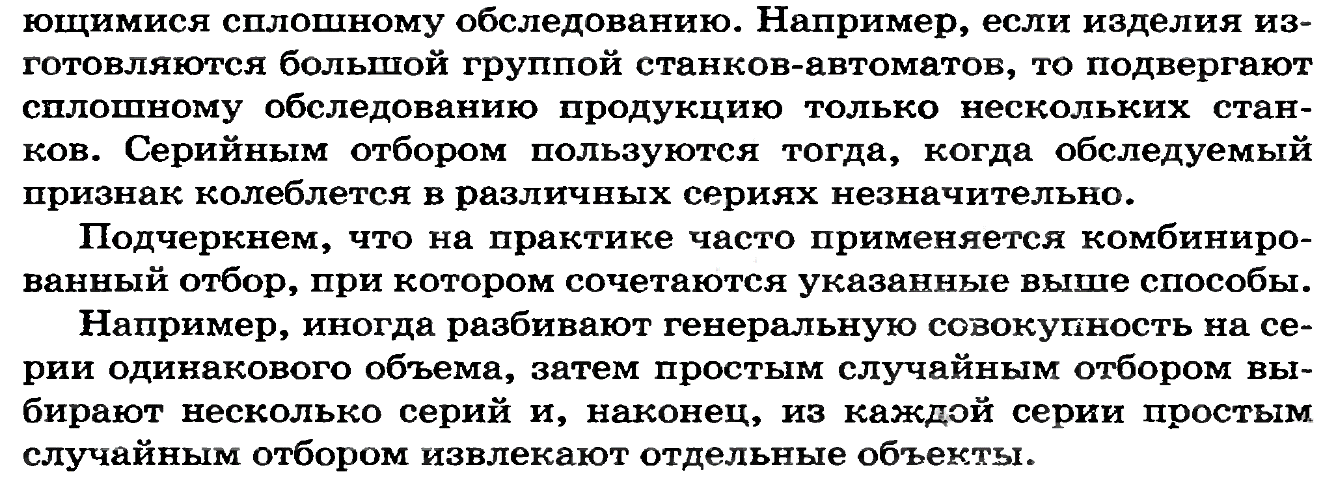 ющимися сплошному обследованию. Например, если изделия из-
готовляются большой группой станков-автоматов, то подвергают
сплошному обследованию продукцию только нескольких стан-
ков. Серийным отбором пользуются тогда, когда обследуемый
признак колеблется в различных сериях незначительно.
Подчеркнем, что на практике часто применяется комбиниро-
ванный отбор, при котором сочетаются указанные выше способы.
Например, иногда разбивают генеральную совокупность на се-
рии одинакового объема, затем простым случайным отбором вы-
бирают несколько серий и, наконец, из каждой серии простым
случайным отбором извлекают отдельные объекты.